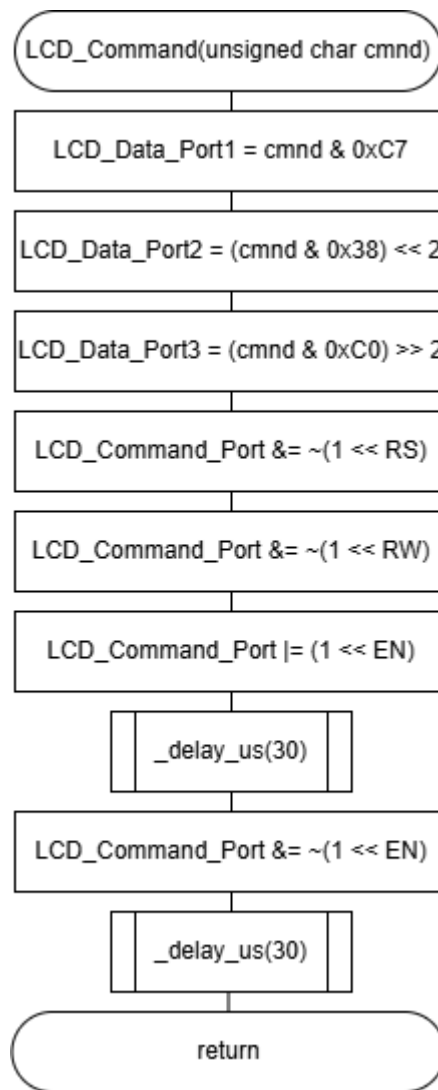 LCD_Command(unsigned char cmnd)
LCD_Data_Port1 = cmnd & 0xC7
LCD_Data_Port2 = (cmnd & 0x38) << 2
LCD_Data_Port3 = (cmnd & 0xC0) >> 2
LCD_Command_Port &= ~(1 << RS)
LCD_Command_Port &= ~(1 << RW)
LCD_Command_Port |= (1 << EN)
_delay_us(30)
LCD_Command_Port &= ~(1 << EN)
_delay_us(30)
return